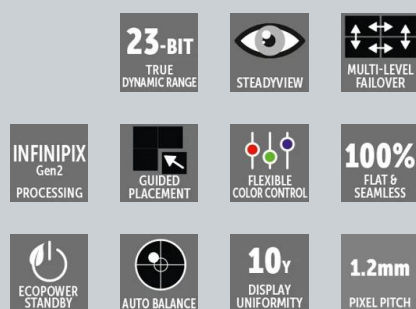 23-BIT
TRUE
DYNAMIC RANGE
STEADYVIEW
MULTI-LEVEL
FAILOVER
INFINIPIX
Gen2
PROCESSING
GUIDED
PLACEMENT
FLEXIBLE
COLOR CONTROL
100%
FLAT &
SEAMLESS
ECOPOWER
STANDBY
AUTO BALANCE
10Y
DISPLAY
UNIFORMITY
1.2mm
PIXEL PITCH